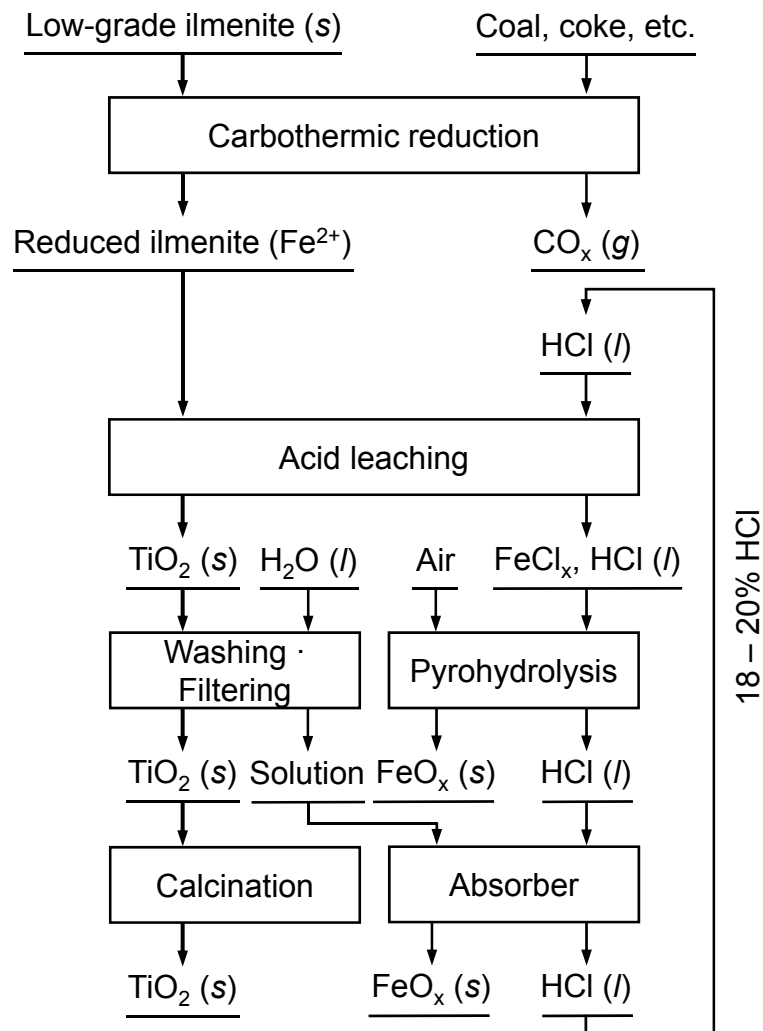 Low-grade ilmenite (s)
Coal, coke, etc.
Carbothermic reduction
Reduced ilmenite (Fe²⁺)
COₓ (g)
HCl (l)
Acid leaching
TiO₂ (s)
H₂O (l)
Air
FeClₓ, HCl (l)
Washing ·
Filtering
Pyrohydrolysis
TiO₂ (s)
Solution
FeOₓ (s)
HCl (l)
Calcination
Absorber
TiO₂ (s)
FeOₓ (s)
HCl (l)
18 – 20% HCl